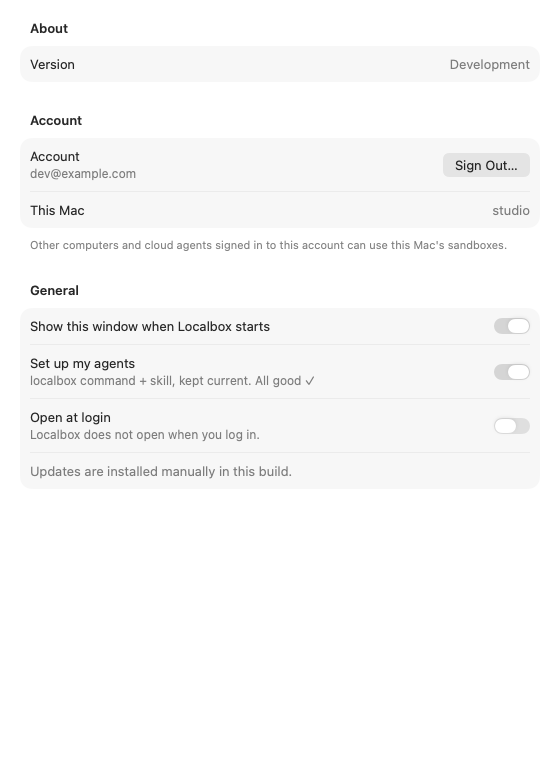 About
Version
Development
Account
Account
dev@example.com
Sign Out...
This Mac
studio
Other computers and cloud agents signed in to this account can use this Mac's sandboxes.
General
Show this window when Localbox starts
Set up my agents
localbox command + skill, kept current. All good ✓
Open at login
Localbox does not open when you log in.
Updates are installed manually in this build.